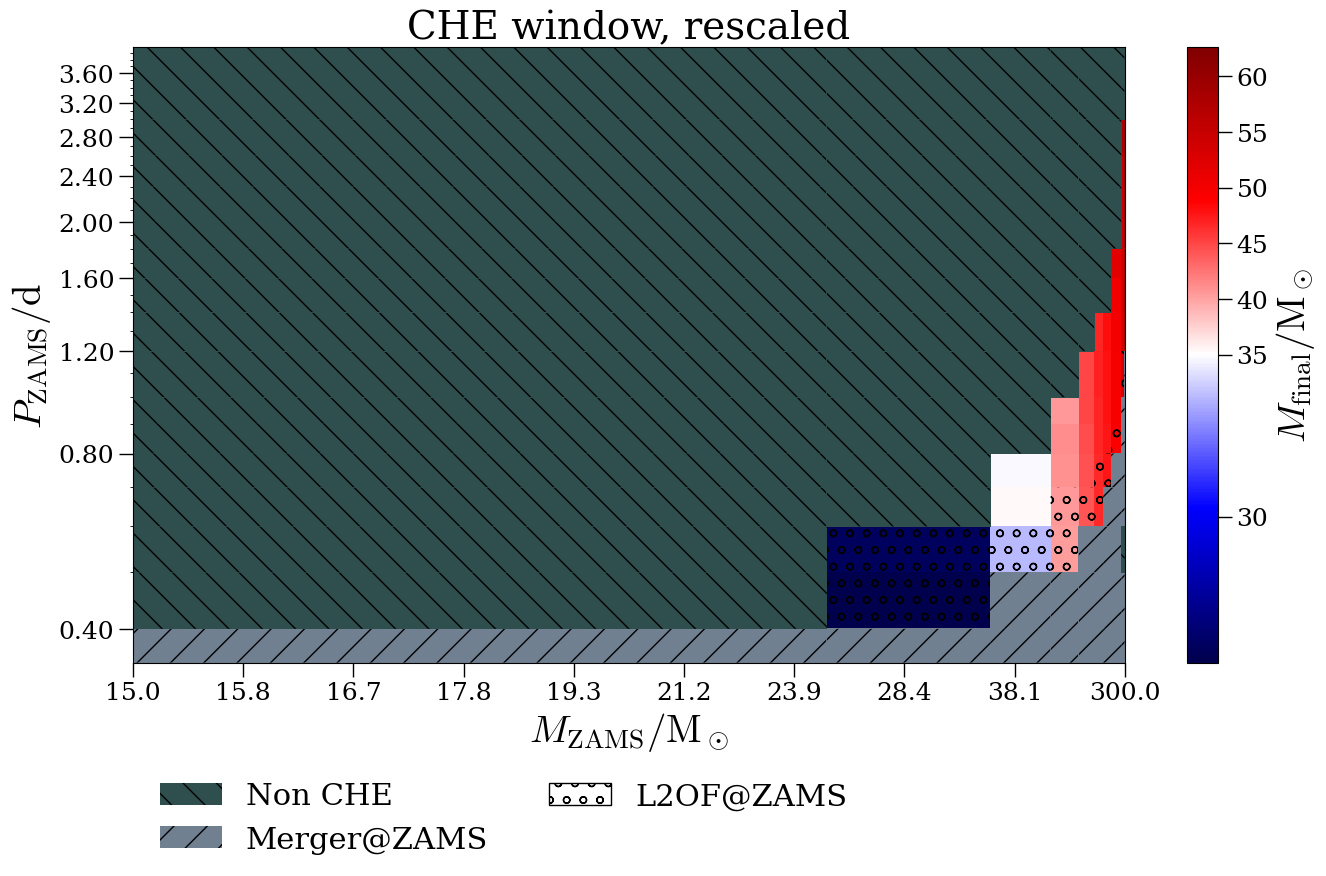 CHE window, rescaled
3.60
3.20
2.80
2.40
2.00
1.60
1.20
0.80
0.40
P_ZAMS/d
15.0 15.8 16.7 17.8 19.3 21.2 23.9 28.4 38.1 300.0
M_ZAMS/M_⊙
60
55
50
45
40
35
30
M_final/M_⊙
Non CHE
Merger@ZAMS
L2OF@ZAMS